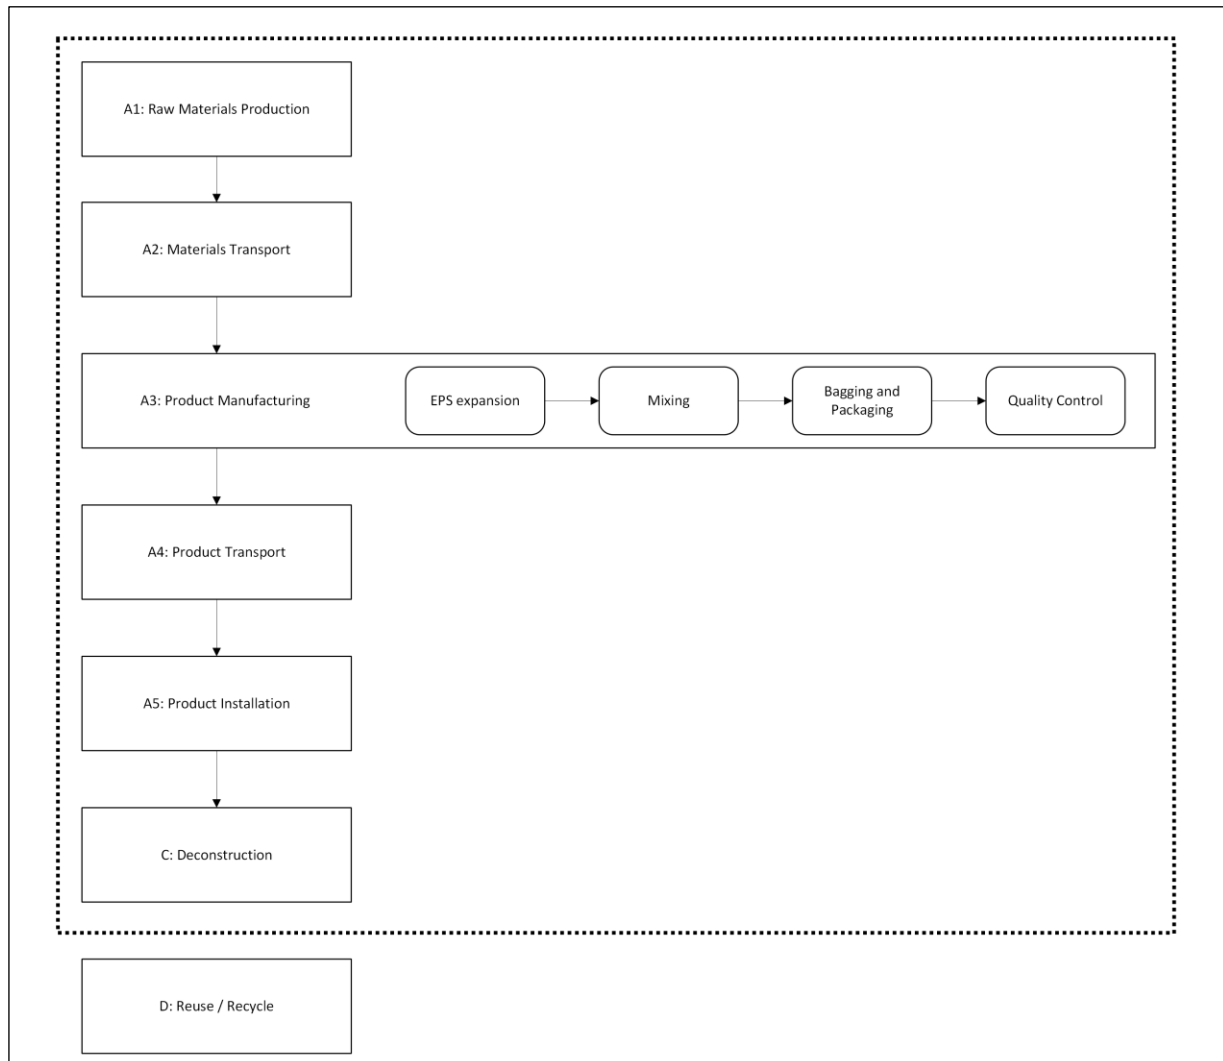 A1: Raw Materials Production
A2: Materials Transport
A3: Product Manufacturing
EPS expansion
Mixing
Bagging and
Packaging
Quality Control
A4: Product Transport
A5: Product Installation
C: Deconstruction
D: Reuse / Recycle